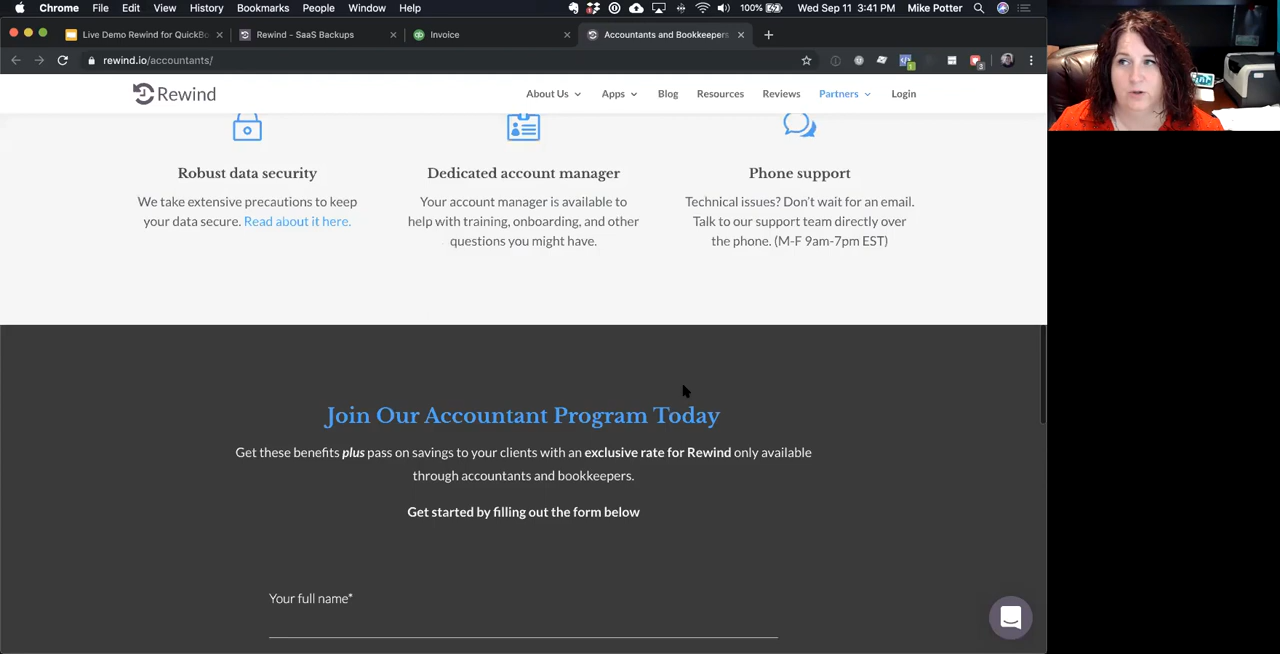 Chrome File Edit View History Bookmarks People Window Help 100% Wed Sep 11 3:41 PM Mike Potter
Live Demo Rewind for QuickBo Rewind - SaaS Backups Invoice Accountants and Bookkeepers
rewind.io/accountants/
Rewind About Us Apps Blog Resources Reviews Partners Login
Robust data security
We take extensive precautions to keep
your data secure. Read about it here.
Dedicated account manager
Your account manager is available to
help with training, onboarding, and other
questions you might have.
Phone support
Technical issues? Don't wait for an email.
Talk to our support team directly over
the phone. (M-F 9am-7pm EST)
Join Our Accountant Program Today
Get these benefits plus pass on savings to your clients with an exclusive rate for Rewind only available
through accountants and bookkeepers.
Get started by filling out the form below
Your full name*